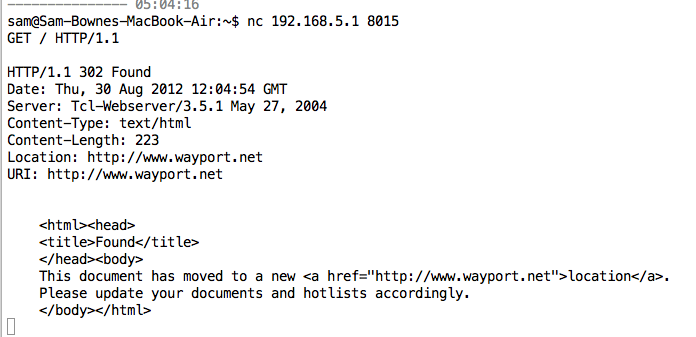 --------------- 05:04:16
sam@Sam-Bownes-MacBook-Air:~$ nc 192.168.5.1 8015
GET / HTTP/1.1
HTTP/1.1 302 Found
Date: Thu, 30 Aug 2012 12:04:54 GMT
Server: Tcl-Webserver/3.5.1 May 27, 2004
Content-Type: text/html
Content-Length: 223
Location: http://www.wayport.net
URI: http://www.wayport.net
<html><head>
<title>Found</title>
</head><body>
This document has moved to a new <a href="http://www.wayport.net">location</a>.
Please update your documents and hotlists accordingly.
</body></html>